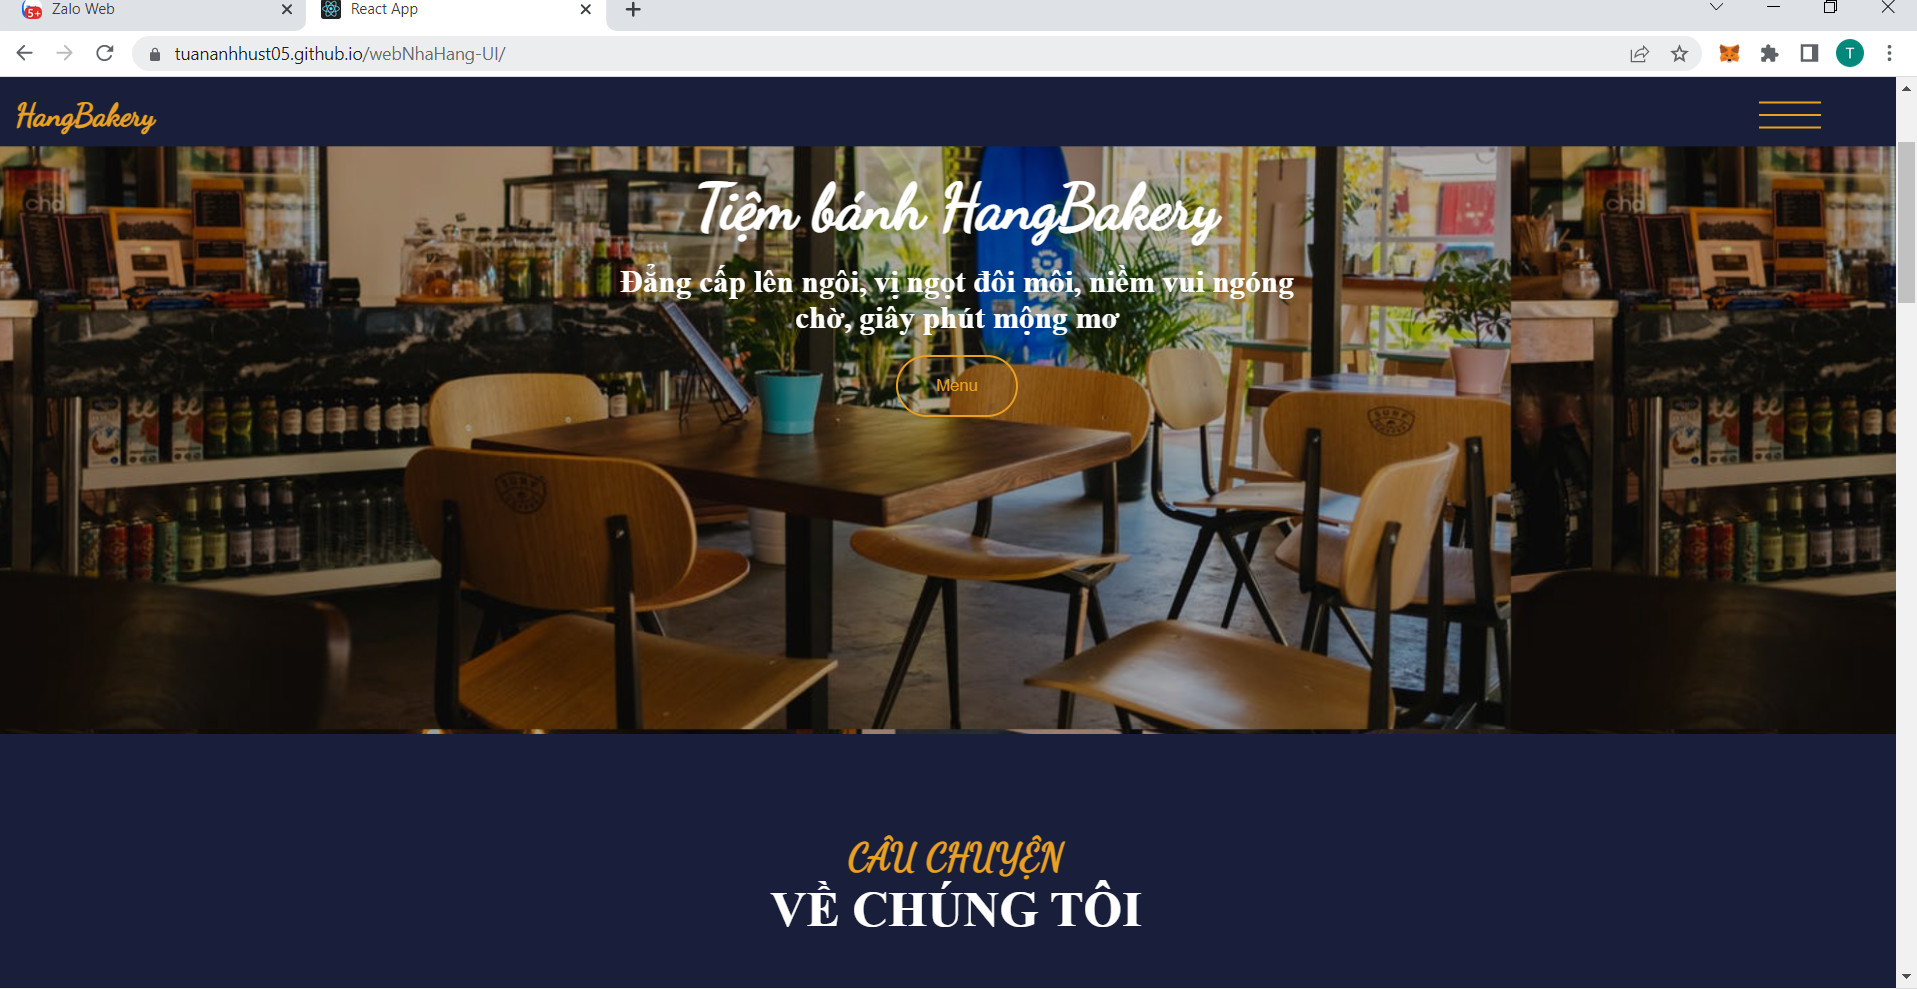 5+ Zalo Web
React App
tuananhhust05.github.io/webNhaHang-UI/
T
HangBakery
Tiệm bánh HangBakery
Đẳng cấp lên ngôi, vị ngọt đôi môi, niềm vui ngóng
chờ, giây phút mộng mơ
Menu
CÂU CHUYỆN
VỀ CHÚNG TÔI